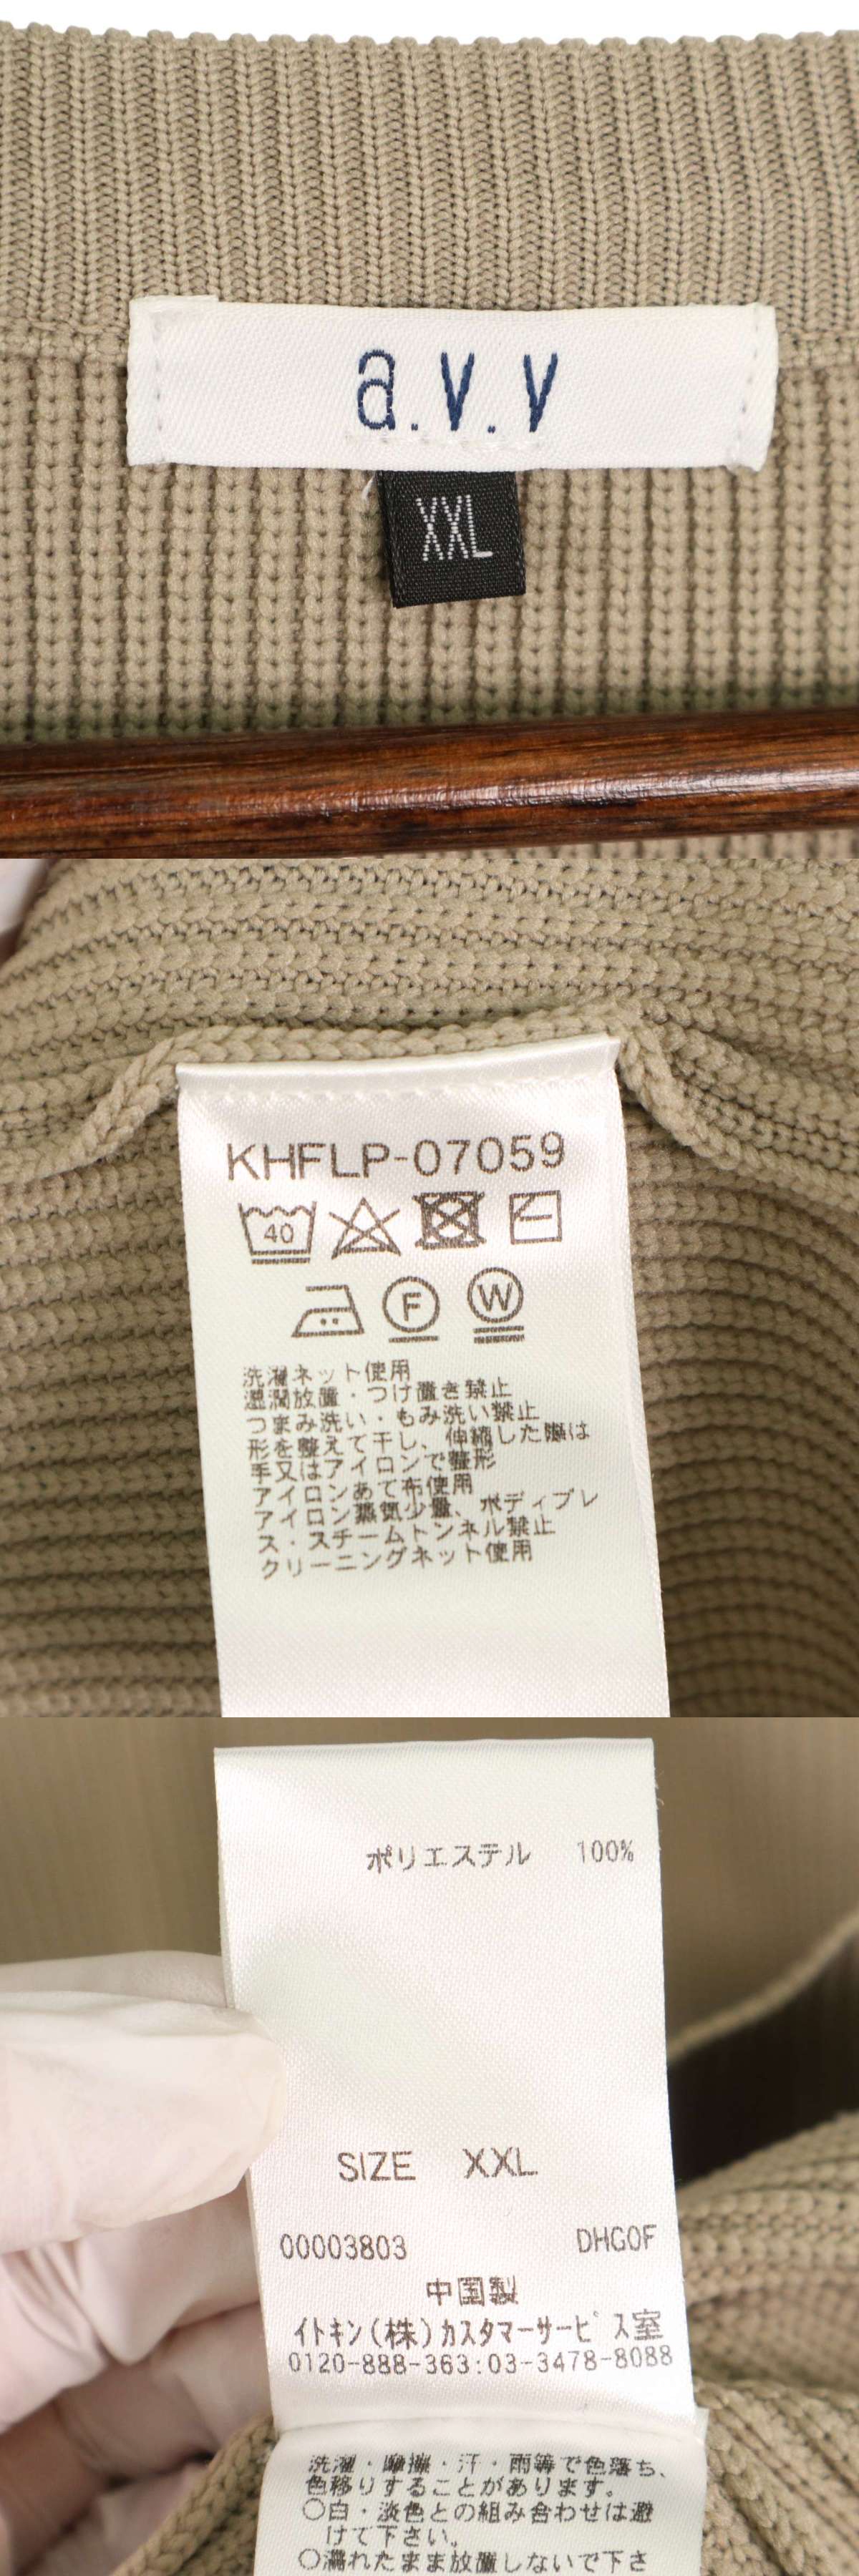 a.v.v
XXL
KHFLP-07059
40
F W
洗濯ネット使用
湿潤放置・つけ置き禁止
つまみ洗い・もみ洗い禁止
形を整えて干し、伸縮した際は
手又はアイロンで整形
アイロンあて布使用
アイロン蒸気少量、ボディプレ
ス・スチームトンネル禁止
クリーニングネット使用
ポリエステル 100%
SIZE XXL
00003803 DHGOF
中国製
イトキン(株)カスタマーサービス室
0120-888-363:03-3478-8088
洗濯・摩擦・汗・雨等で色落ち、
色移りすることがあります。
○白・淡色との組み合わせは避
けて下さい。
○濡れたまま放置しないで下さ